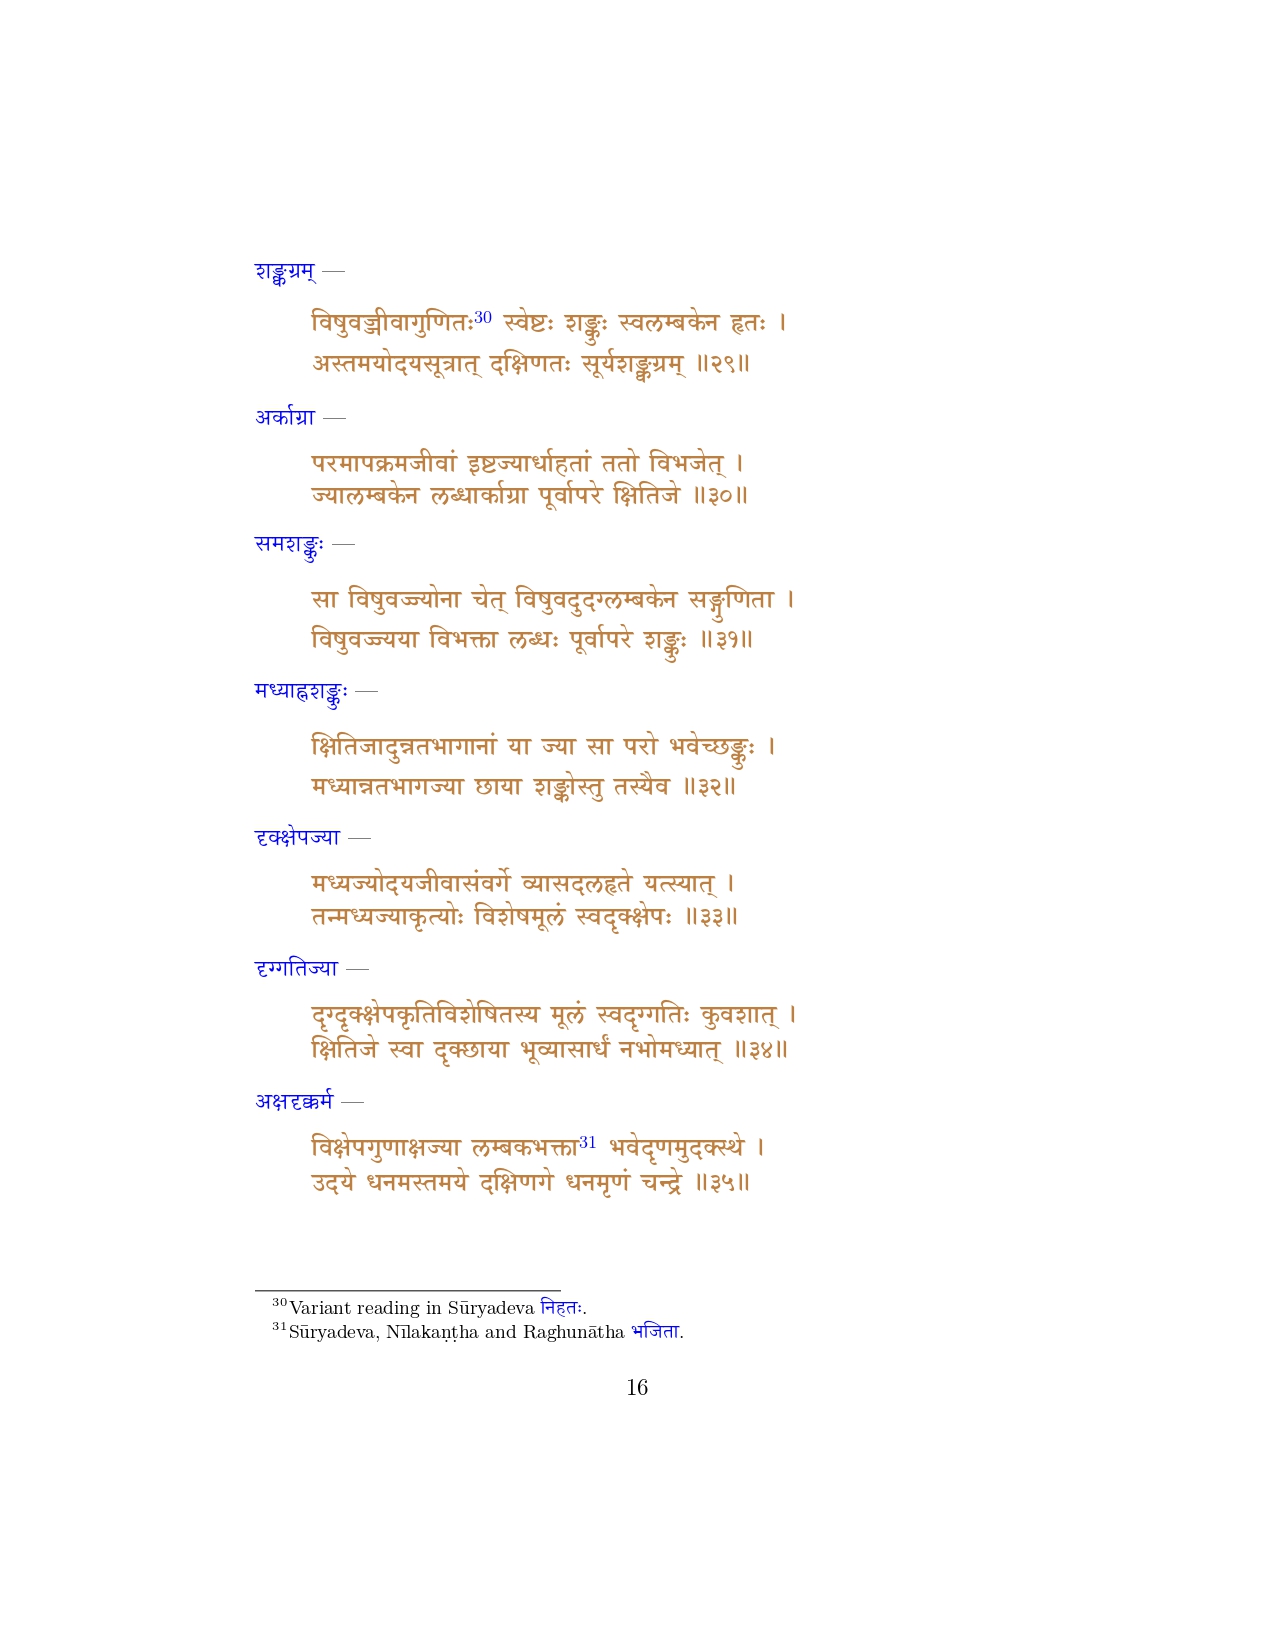 शङ्क्वग्रम् —
विषुवज्जीवागुणितः30 स्वेष्टः शङ्कुः स्वलम्बकेन हृतः ।
अस्तमयोदयसूत्रात् दक्षिणतः सूर्यशङ्क्वग्रम् ॥२९॥
अर्काग्रा —
परमापक्रमजीवां इष्टज्यार्धाहतां ततो विभजेत् ।
ज्यालम्बकेन लब्धार्काग्रा पूर्वापरे क्षितिजे ॥३०॥
समशङ्कुः —
सा विषुवज्ज्योना चेत् विषुवदुदग्लम्बकेन सङ्गुणिता ।
विषुवज्ज्यया विभक्ता लब्धः पूर्वापरे शङ्कुः ॥३१॥
मध्याह्नशङ्कुः —
क्षितिजादुन्नतभागानां या ज्या सा परो भवेच्छङ्कुः ।
मध्यान्नतभागज्या छाया शङ्कोस्तु तस्यैव ॥३२॥
दृक्क्षेपज्या —
मध्यज्योदयजीवासंवर्गे व्यासदलहृते यत्स्यात् ।
तन्मध्यज्याकृत्योः विशेषमूलं स्वदृक्क्षेपः ॥३३॥
दृग्गतिज्या —
दृग्दृक्क्षेपकृतिविशेषितस्य मूलं स्वदृग्गतिः कुवशात् ।
क्षितिजे स्वा दृक्छाया भूव्यासार्धं नभोमध्यात् ॥३४॥
अक्षदृक्कर्म —
विक्षेपगुणाक्षज्या लम्बकभक्ता31 भवेदृणमुदक्स्थे ।
उदये धनमस्तमये दक्षिणगे धनमृणं चन्द्रे ॥३५॥
30Variant reading in Sūryadeva निहतः.
31Sūryadeva, Nīlakaṇṭha and Raghunātha भजिता.
16